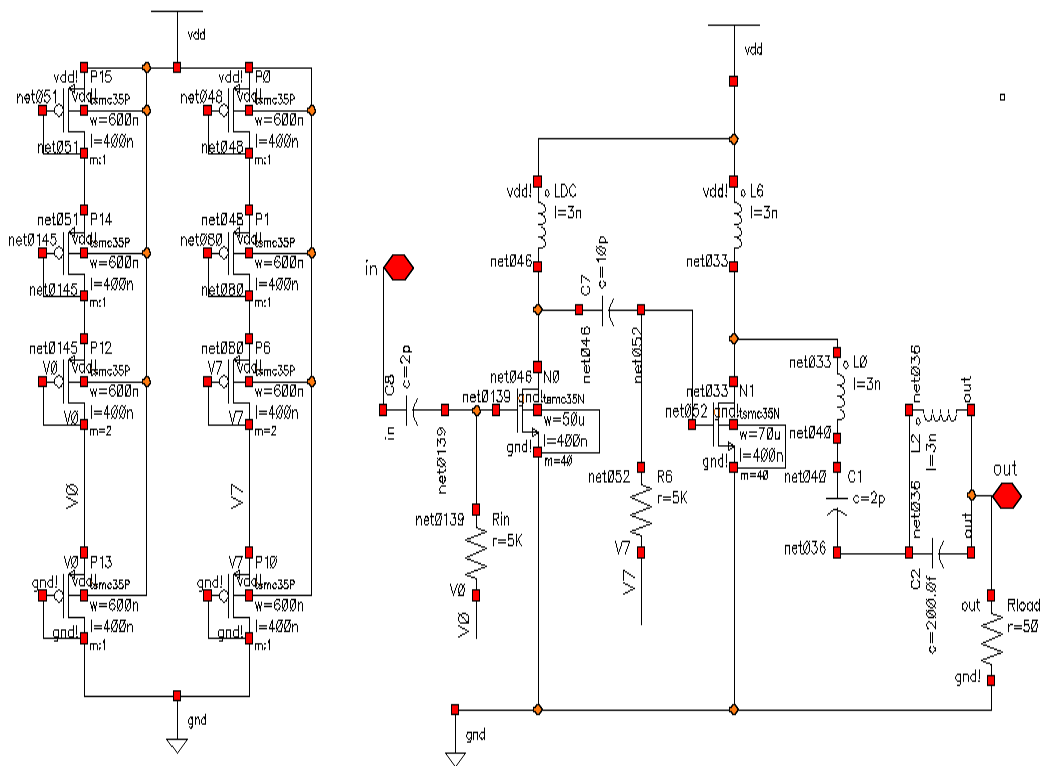 vdd
vdd! P15
net051 vdd! tsmc35P
w=600n
l=400n
net051 m:1
vdd! P0
net048 vdd! tsmc35P
w=600n
l=400n
net048 m:1
net051 P14
net0145 vdd! tsmc35P
w=600n
l=400n
net0145 m:1
net048 P1
net080 vdd! tsmc35P
w=600n
l=400n
net080 m:1
net0145 P12
V0 vdd! tsmc35P
w=600n
l=400n
V0 m=2
net080 P6
V7 vdd! tsmc35P
w=600n
l=400n
V7 m=2
V0
V7
V0 P13
gnd! vdd! tsmc35P
w=600n
l=400n
gnd! m:1
V7 P10
gnd! vdd! tsmc35P
w=600n
l=400n
gnd! m:1
gnd
vdd
vdd! LDC
l=3n
net046
vdd! L6
l=3n
net033
in
C8
c=2p
in
net0139
C7
c=10p
net046
net052
net046 N0
net0139 gnd! tsmc35N
w=50u
l=400n
gnd! m=40
net0139 Rin
r=5K
V0
V0
net052 R6
r=5K
V7
V7
net033 N1
net052 gnd! tsmc35N
w=70u
l=400n
gnd! m=40
net033 L0
l=3n
net040
net040 C1
c=2p
net036
net036
L2
l=3n
out
net036
C2
c=200.0f
out
out
out Rload
r=50
gnd!
gnd